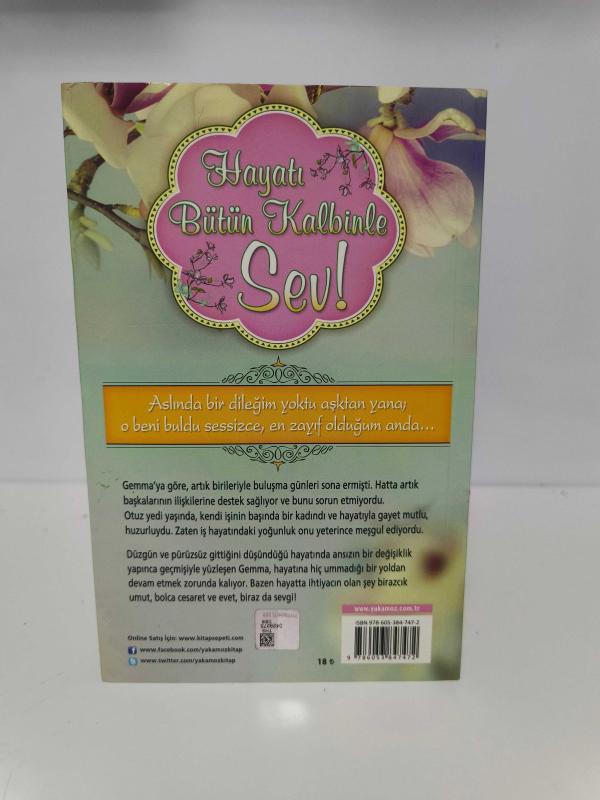 Hayatı
Bütün Kalbinle
Sev!
Aslında bir dileğim yoktu aşktan yana;
o beni buldu sessizce, en zayıf olduğum anda...
Gemma'ya göre, artık birileriyle buluşma günleri sona ermişti. Hatta artık
başkalarının ilişkilerine destek sağlıyor ve bunu sorun etmiyordu.
Otuz yedi yaşında, kendi işinin başında bir kadındı ve hayatıyla gayet mutlu,
huzurluydu. Zaten iş hayatındaki yoğunluk onu yeterince meşgul ediyordu.
Düzgün ve pürüzsüz gittiğini düşündüğü hayatında ansızın bir değişiklik
yapınca geçmişiyle yüzleşen Gemma, hayatına hiç ummadığı bir yoldan
devam etmek zorunda kalıyor. Bazen hayatta ihtiyacın olan şey birazcık
umut, bolca cesaret ve evet, biraz da sevgi!
www.yakamoz.com.tr
ISBN 978-605-384-747-2
Online Satış İçin: www.kitapsepeti.com
www.facebook.com/yakamozkitap
www.twitter.com/yakamozkitap
18 ₺
9 786053 847472